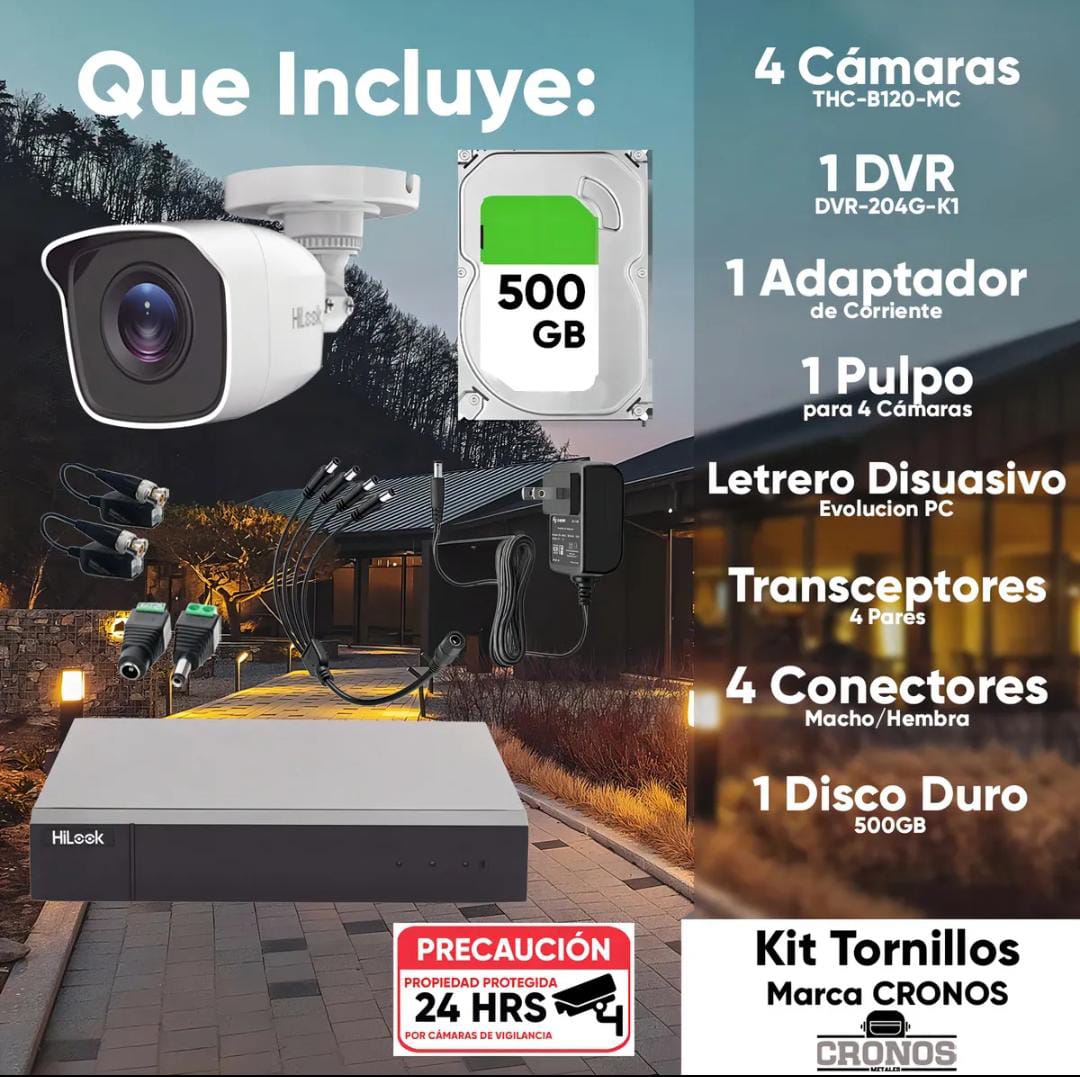 Que Incluye:
4 Cámaras
THC-B120-MC
1 DVR
DVR-204G-K1
1 Adaptador
de Corriente
1 Pulpo
para 4 Cámaras
Letrero Disuasivo
Evolucion PC
Transceptores
4 Pares
4 Conectores
Macho/Hembra
1 Disco Duro
500GB
Kit Tornillos
Marca CRONOS
CRONOS
METALES
HiLook
500
GB
HiLook
PRECAUCIÓN
PROPIEDAD PROTEGIDA
24 HRS
POR CÁMARAS DE VIGILANCIA